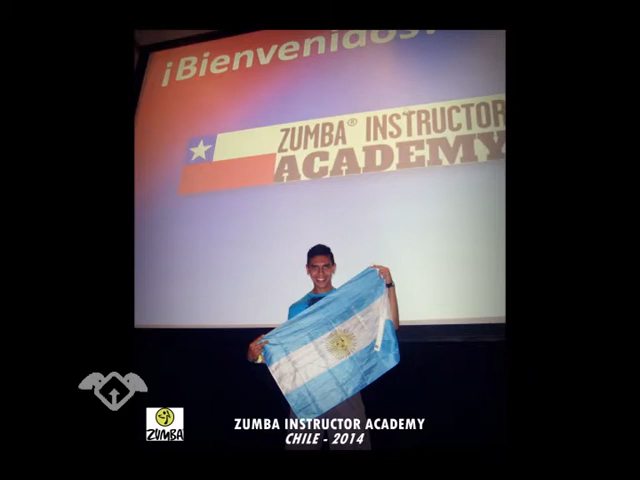 ¡Bienvenidos!
ZUMBA® INSTRUCTOR
ACADEMY
ZUMBA
ZUMBA INSTRUCTOR ACADEMY
CHILE - 2014